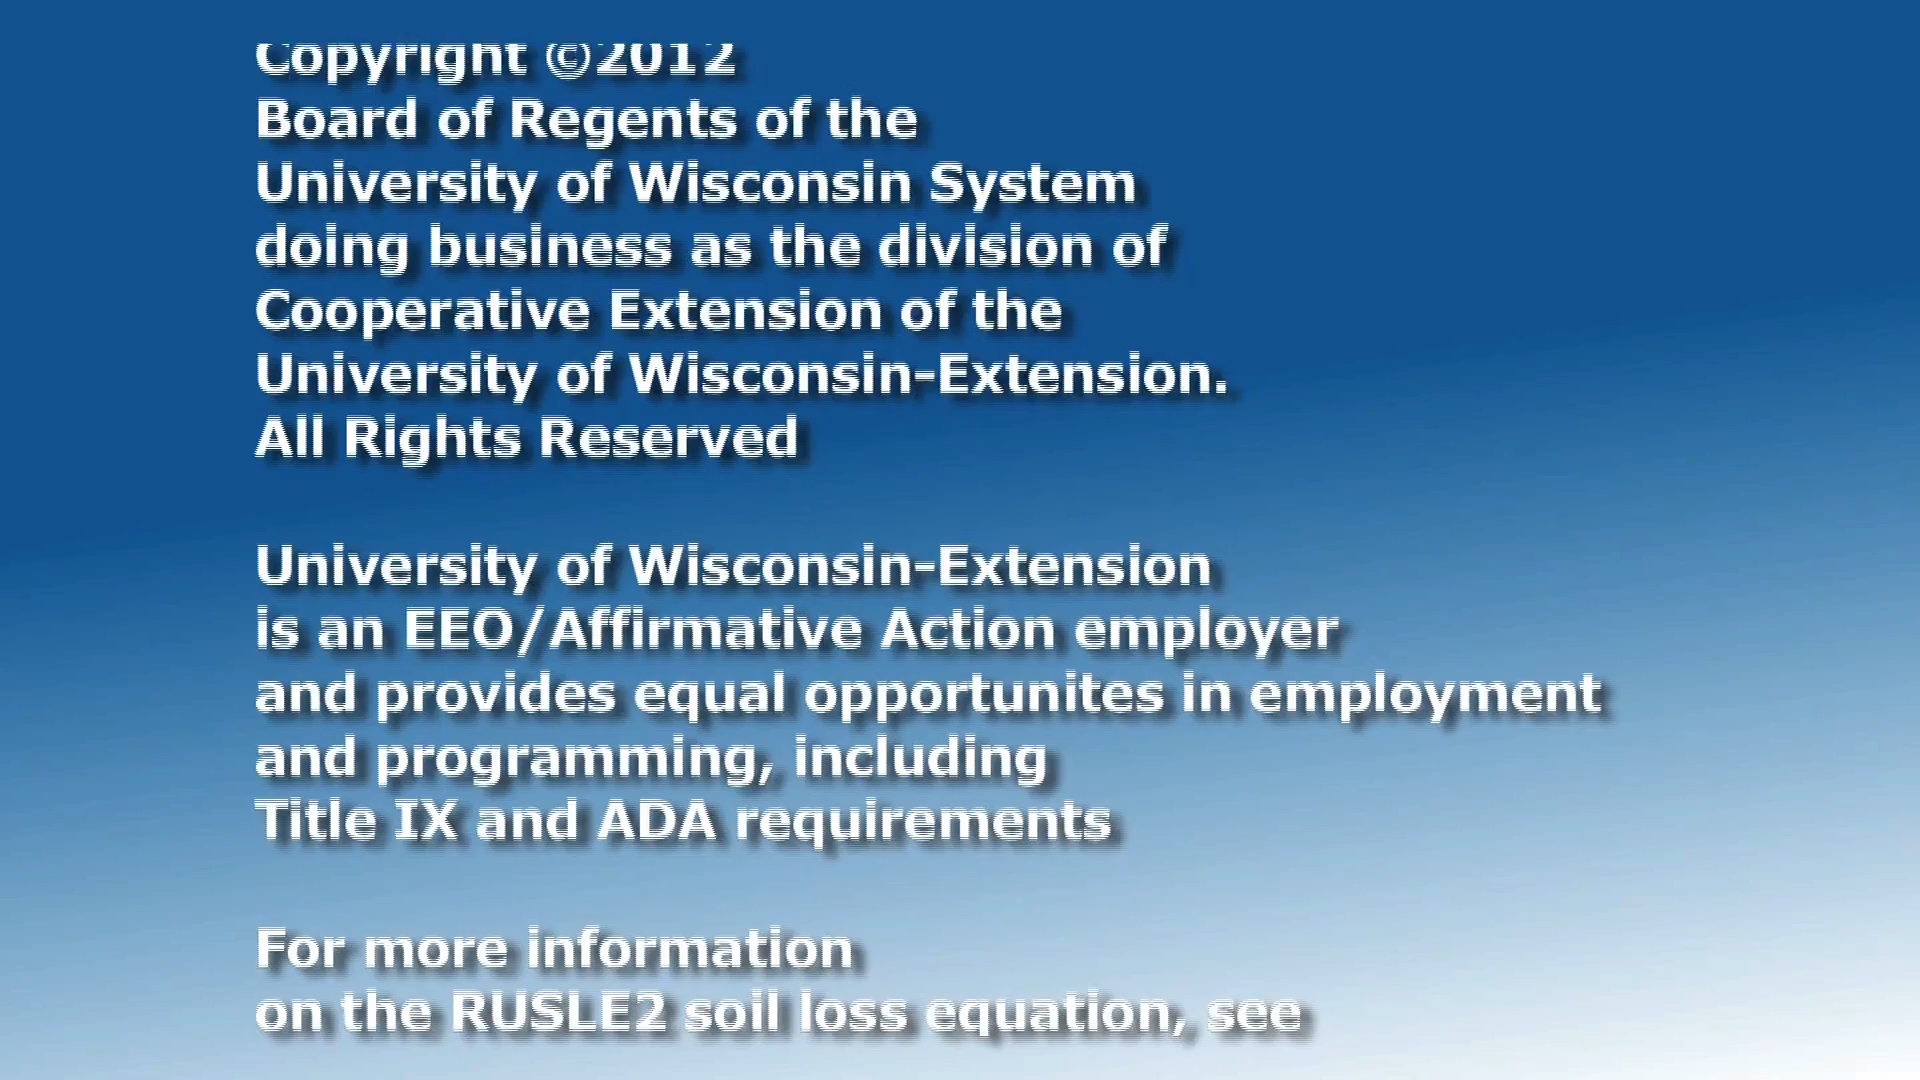 Copyright ©2012
Board of Regents of the
University of Wisconsin System
doing business as the division of
Cooperative Extension of the
University of Wisconsin-Extension.
All Rights Reserved
University of Wisconsin-Extension
is an EEO/Affirmative Action employer
and provides equal opportunites in employment
and programming, including
Title IX and ADA requirements
For more information
on the RUSLE2 soil loss equation, see